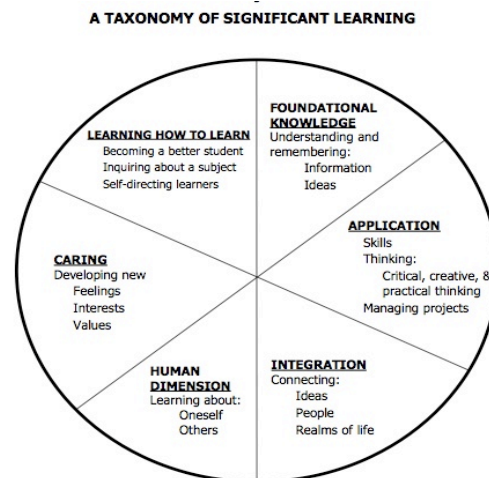 A TAXONOMY OF SIGNIFICANT LEARNING
FOUNDATIONAL
KNOWLEDGE
Understanding and
remembering:
Information
Ideas
APPLICATION
Skills
Thinking:
Critical, creative, &
practical thinking
Managing projects
INTEGRATION
Connecting:
Ideas
People
Realms of life
HUMAN
DIMENSION
Learning about:
Oneself
Others
CARING
Developing new
Feelings
Interests
Values
LEARNING HOW TO LEARN
Becoming a better student
Inquiring about a subject
Self-directing learners